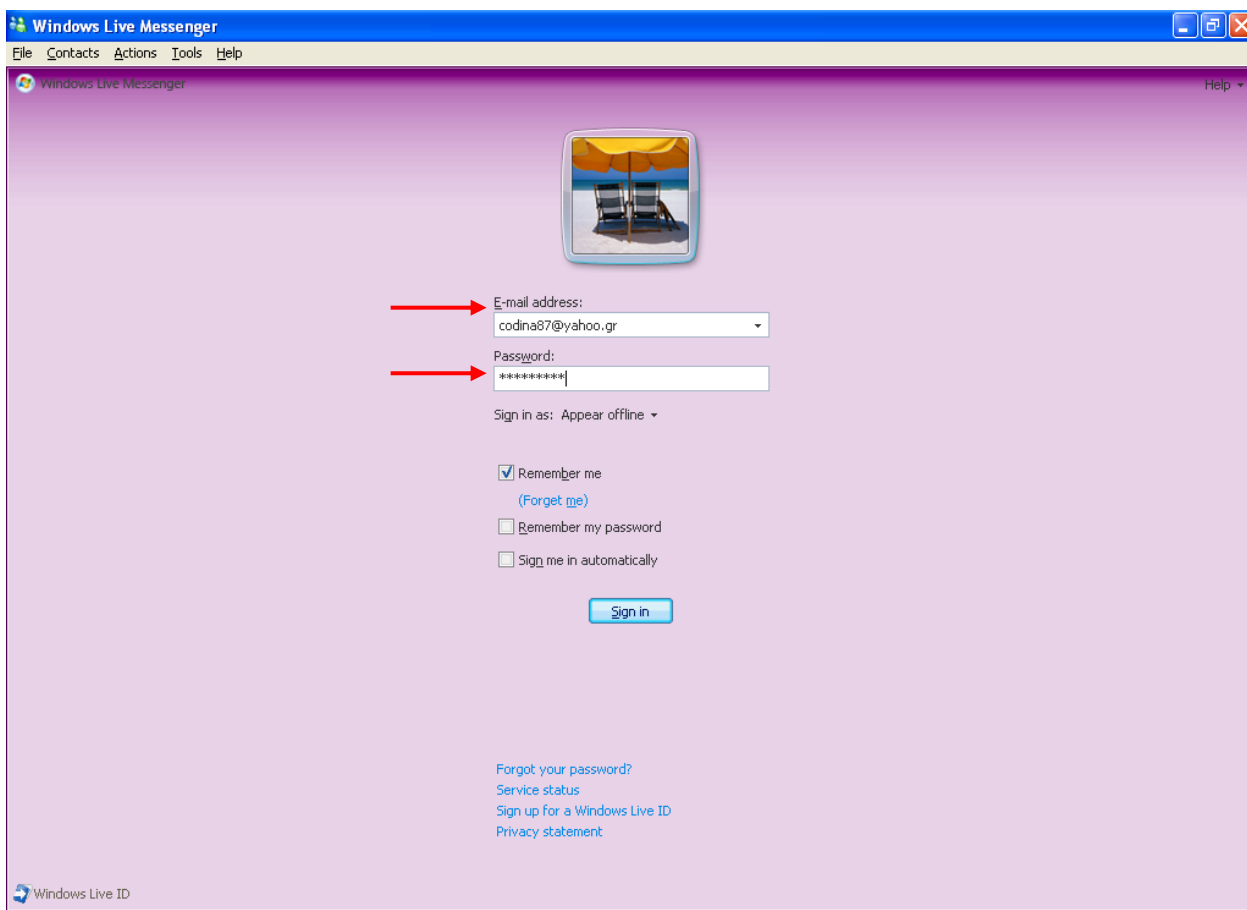 Windows Live Messenger
File Contacts Actions Tools Help
Windows Live Messenger Help
E-mail address:
codina87@yahoo.gr
Password:
*********
Sign in as: Appear offline
Remember me
(Forget me)
Remember my password
Sign me in automatically
Sign in
Forgot your password?
Service status
Sign up for a Windows Live ID
Privacy statement
Windows Live ID